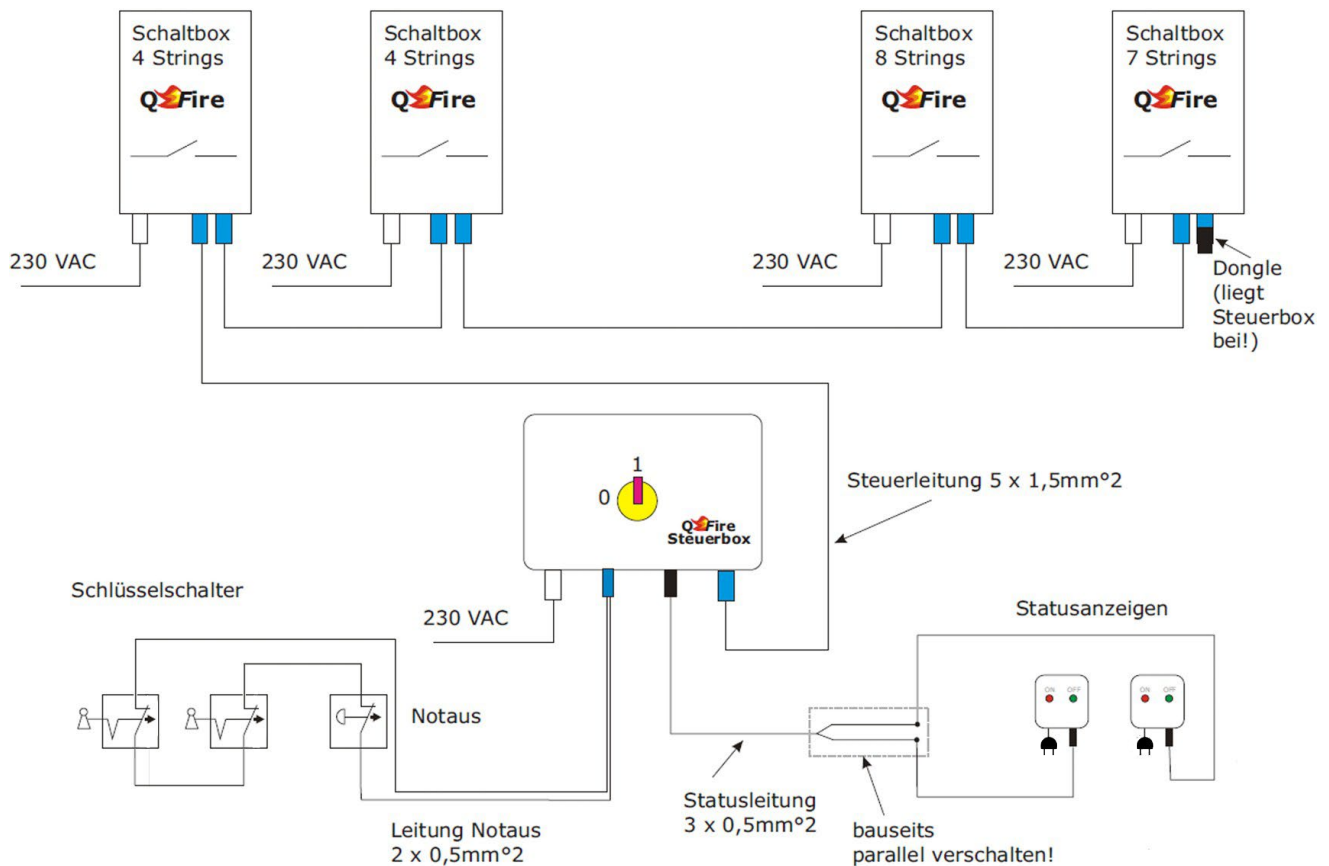 Schaltbox
4 Strings
Q Fire
Schaltbox
4 Strings
Q Fire
Schaltbox
8 Strings
Q Fire
Schaltbox
7 Strings
Q Fire
230 VAC
230 VAC
230 VAC
230 VAC
Dongle
(liegt
Steuerbox
bei!)
1
0
Q Fire
Steuerbox
Steuerleitung 5 x 1,5mm°2
Schlüsselschalter
230 VAC
Statusanzeigen
ON OFF
ON OFF
Notaus
Statusleitung
3 x 0,5mm°2
Leitung Notaus
2 x 0,5mm°2
bauseits
parallel verschalten!